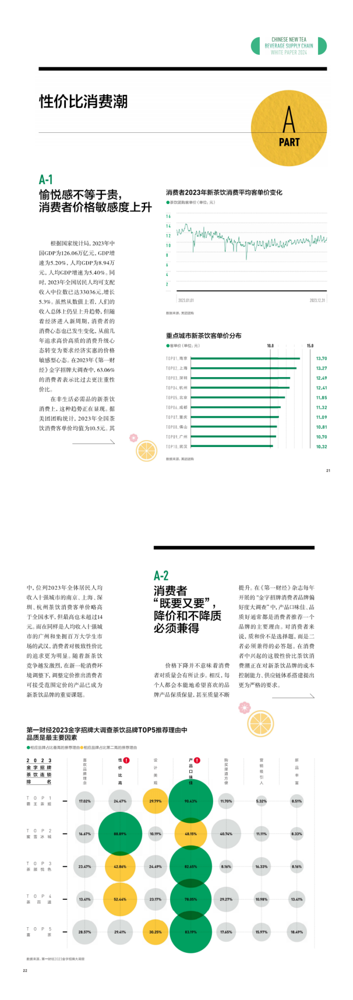 CHINESE NEW TEA
BEVERAGE SUPPLY CHAIN
WHITE PAPER 2024
性价比消费潮
A
PART
A-1
愉悦感不等于贵，
消费者价格敏感度上升
根据国家统计局，2023年中
国GDP为126.06万亿元，GDP增
速为5.20%，人均GDP为8.94万
元，人均GDP增速为5.40%。同
时，2023年全国居民人均可支配
收入中位数已达33036元,增长
5.3%。虽然从数值上看，人们的
收入总体上仍呈上升趋势，但随
着经济进入新周期，消费者的
消费心态也已发生变化，从前几
年追求高价高质的消费升级心
态转变为要求经济实惠的价格
敏感型心态。在2023年《第一财
经》金字招牌大调查中，63.06%
的消费者表示比过去更注重性
价比。
在非生活必需品的新茶饮
消费上，这种趋势正在显现。据
美团团购统计，2023年全国茶
饮消费客单价均值为10.5元。其
消费者2023年新茶饮消费平均客单价变化
茶饮团购客单价（单位，元）
16
14
12
10
8
6
4
2
2023.01.01
2023.12.31
数据来源，美团团购
重点城市新茶饮客单价分布
客单价（单位，元）
10.0
15.0
TOP01.南京 13.70
TOP02.上海 13.27
TOP03.深圳 12.49
TOP04.杭州 12.41
TOP05.北京 11.85
TOP06.成都 11.32
TOP07.重庆 11.09
TOP08.佛山 10.81
TOP09.广州 10.70
TOP10.武汉 10.32
数据来源，美团团购
21
中，位列2023年全体居民人均
收入十强城市的南京、上海、深
圳、杭州茶饮消费客单价略高
于全国水平，但最高也未超过14
元。而在同样是人均收入十强城
市的广州和坐拥百万大学生市
场的武汉，消费者对极致性价比
的追求更为明显。随着新茶饮
竞争越发激烈，在新一轮消费环
境调整下，调整定价推出消费者
可接受范围定价的产品已成为
新茶饮品牌的重要课题。
A-2
消费者
“既要又要”，
降价和不降质
必须兼得
价格下降并不意味着消费
者对质量会有所让步。相反，每
个人都会本能地希望喜欢的品
牌产品保质保量，甚至质量不断
提升。在《第一财经》杂志每年
开展的“金字招牌消费者品牌偏
好度大调查”中，产品口味佳、品
质好通常都是消费者推荐一个
品牌的主要理由。对消费者来
说，质和价不是选择题，而是二
者必须兼得的必答题。在消费
者中兴起的这股性价比茶饮消
费潮正在对新茶饮品牌的成本
控制能力、供应链体系搭建提出
更为严格的要求。
第一财经2023金字招牌大调查茶饮品牌TOP5推荐理由中
品质是最主要因素
相应品牌占比最高的推荐理由 相应品牌占比第二高的推荐理由
2023
金字招牌
茶饮连锁
排名
喜欢品牌理念
性价比高
设计美观
产品口味佳
购买渠道方便
营销吸引人
新品丰富
TOP1
霸王茶姬
17.02% 24.47% 29.79% 90.43% 11.70% 5.32% 8.51%
TOP2
蜜雪冰城
16.67% 88.89% 10.19% 48.15% 40.74% 11.11% 8.33%
TOP3
茶颜悦色
23.47% 42.86% 24.49% 82.65% 8.16% 16.33% 8.16%
TOP4
茶百道
13.41% 52.44% 23.17% 78.05% 29.27% 10.98% 13.41%
TOP5
喜茶
28.57% 29.41% 30.25% 83.19% 17.65% 15.97% 18.49%
数据来源，第一财经2023金字招牌大调查
22